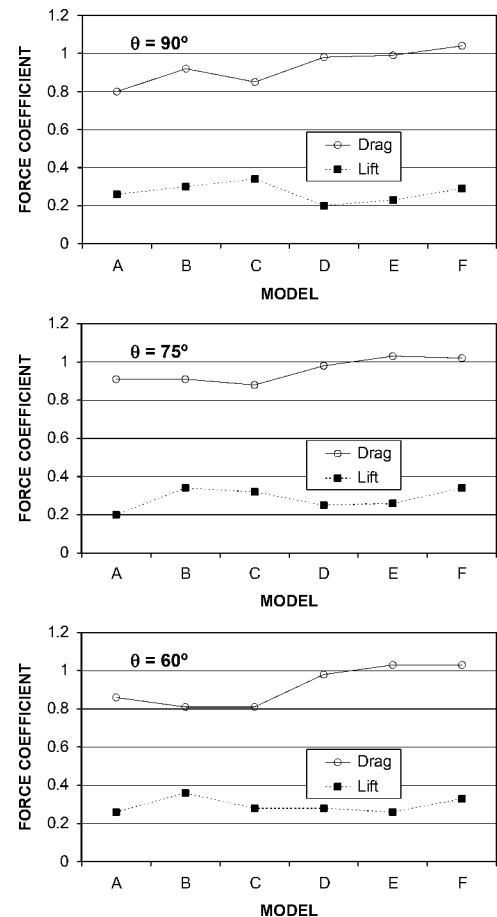 θ = 90º
1.2
1
0.8
0.6
0.4
0.2
0
FORCE COEFFICIENT
Drag
Lift
A B C D E F
MODEL
θ = 75º
1.2
1
0.8
0.6
0.4
0.2
0
FORCE COEFFICIENT
Drag
Lift
A B C D E F
MODEL
θ = 60º
1.2
1
0.8
0.6
0.4
0.2
0
FORCE COEFFICIENT
Drag
Lift
A B C D E F
MODEL